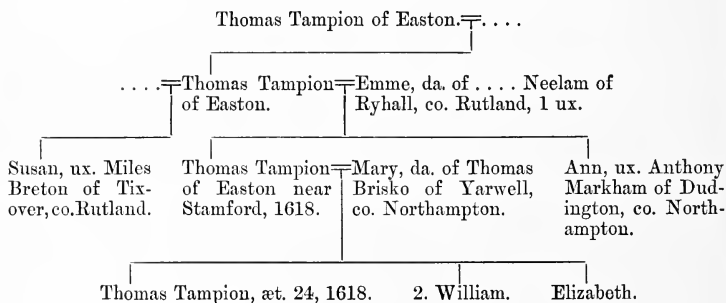 Thomas Tampion of Easton.╤. . . .
. . . .╤Thomas Tampion╤Emme, da. of . . . . Neelam of
of Easton. Ryhall, co. Rutland, 1 ux.
Susan, ux. Miles
Breton of Tix-
over, co. Rutland.
Thomas Tampion╤Mary, da. of Thomas
of Easton near Brisko of Yarwell,
Stamford, 1618. co. Northampton.
Ann, ux. Anthony
Markham of Dud-
ington, co. North-
ampton.
Thomas Tampion, æt. 24, 1618. 2. William. Elizabeth.